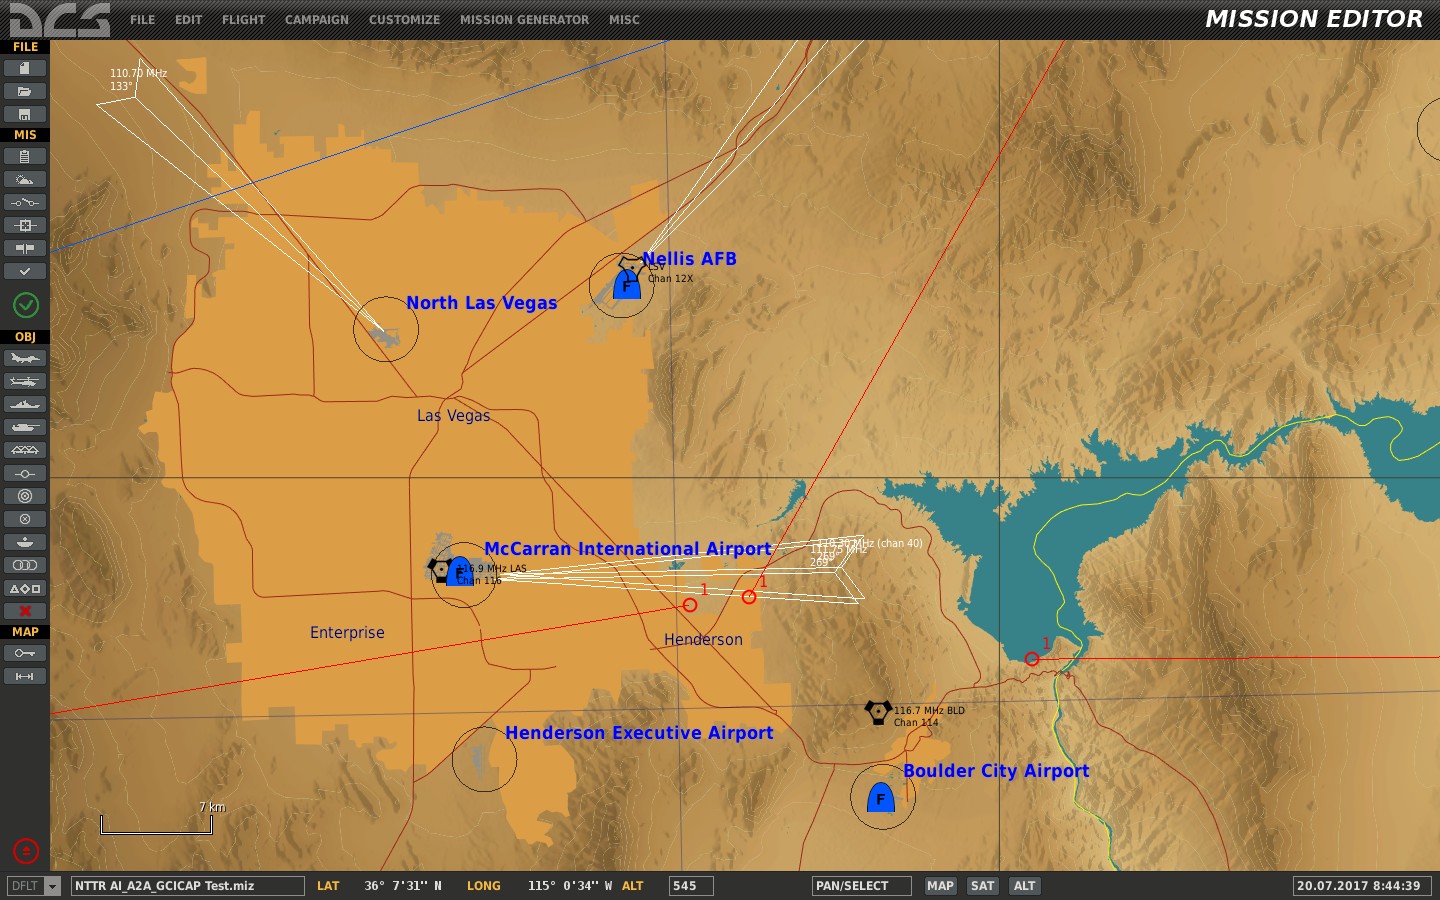 DCS FILE EDIT FLIGHT CAMPAIGN CUSTOMIZE MISSION GENERATOR MISC MISSION EDITOR
FILE
MIS
OBJ
MAP
110.70 MHz
133°
Nellis AFB
LSV
Chan 12X
F
North Las Vegas
Las Vegas
McCarran International Airport
110.30 MHz (chan 40)
111.75 MHz
269°
269°
116.9 MHz LAS
Chan 116
F
1
1
Enterprise
Henderson
1
116.7 MHz BLD
Chan 114
Henderson Executive Airport
Boulder City Airport
F
7 km
DFLT NTTR AI_A2A_GCICAP Test.miz LAT 36° 7'31" N LONG 115° 0'34" W ALT 545 PAN/SELECT MAP SAT ALT 20.07.2017 8:44:39